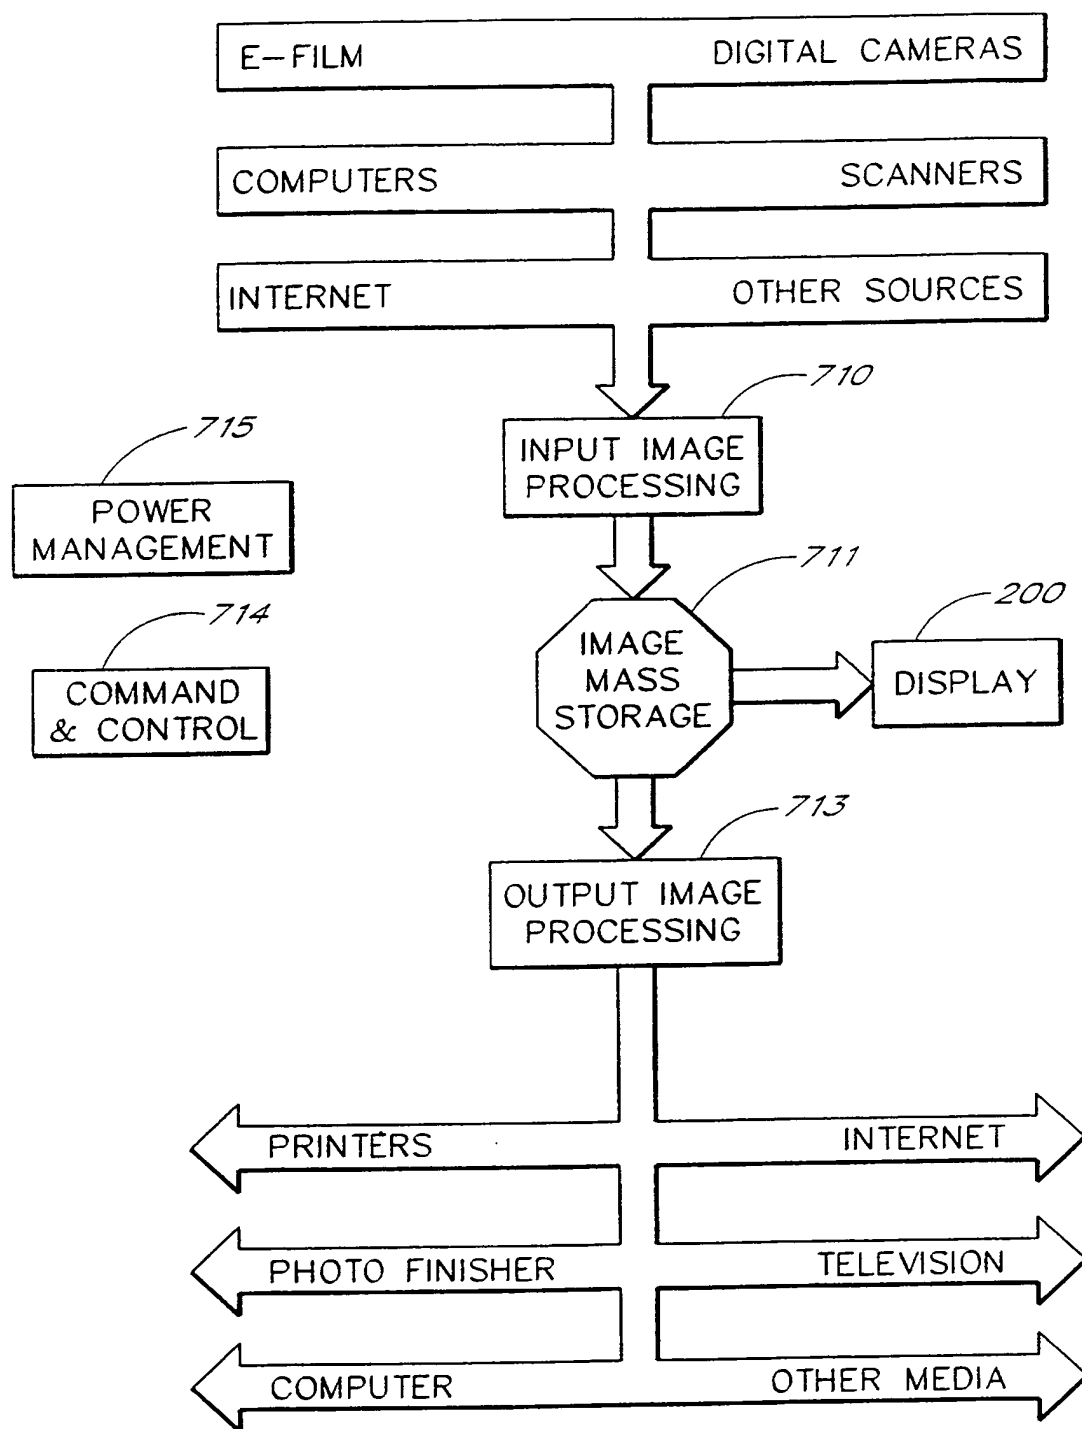 E-FILM DIGITAL CAMERAS
COMPUTERS SCANNERS
INTERNET OTHER SOURCES
710
INPUT IMAGE
PROCESSING
715
POWER
MANAGEMENT
711
IMAGE
MASS
STORAGE
200
DISPLAY
714
COMMAND
& CONTROL
713
OUTPUT IMAGE
PROCESSING
PRINTERS INTERNET
PHOTO FINISHER TELEVISION
COMPUTER OTHER MEDIA